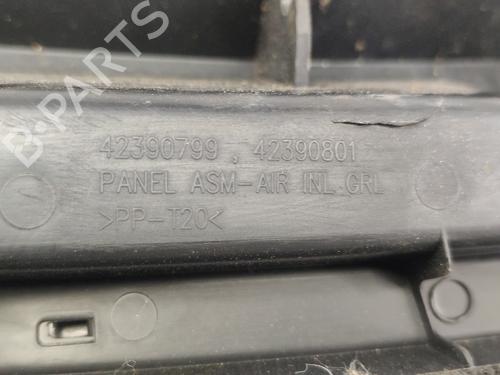 B-PARTS
42390799 , 42390801
PANEL ASM-AIR INL GRL
>PP-T20<